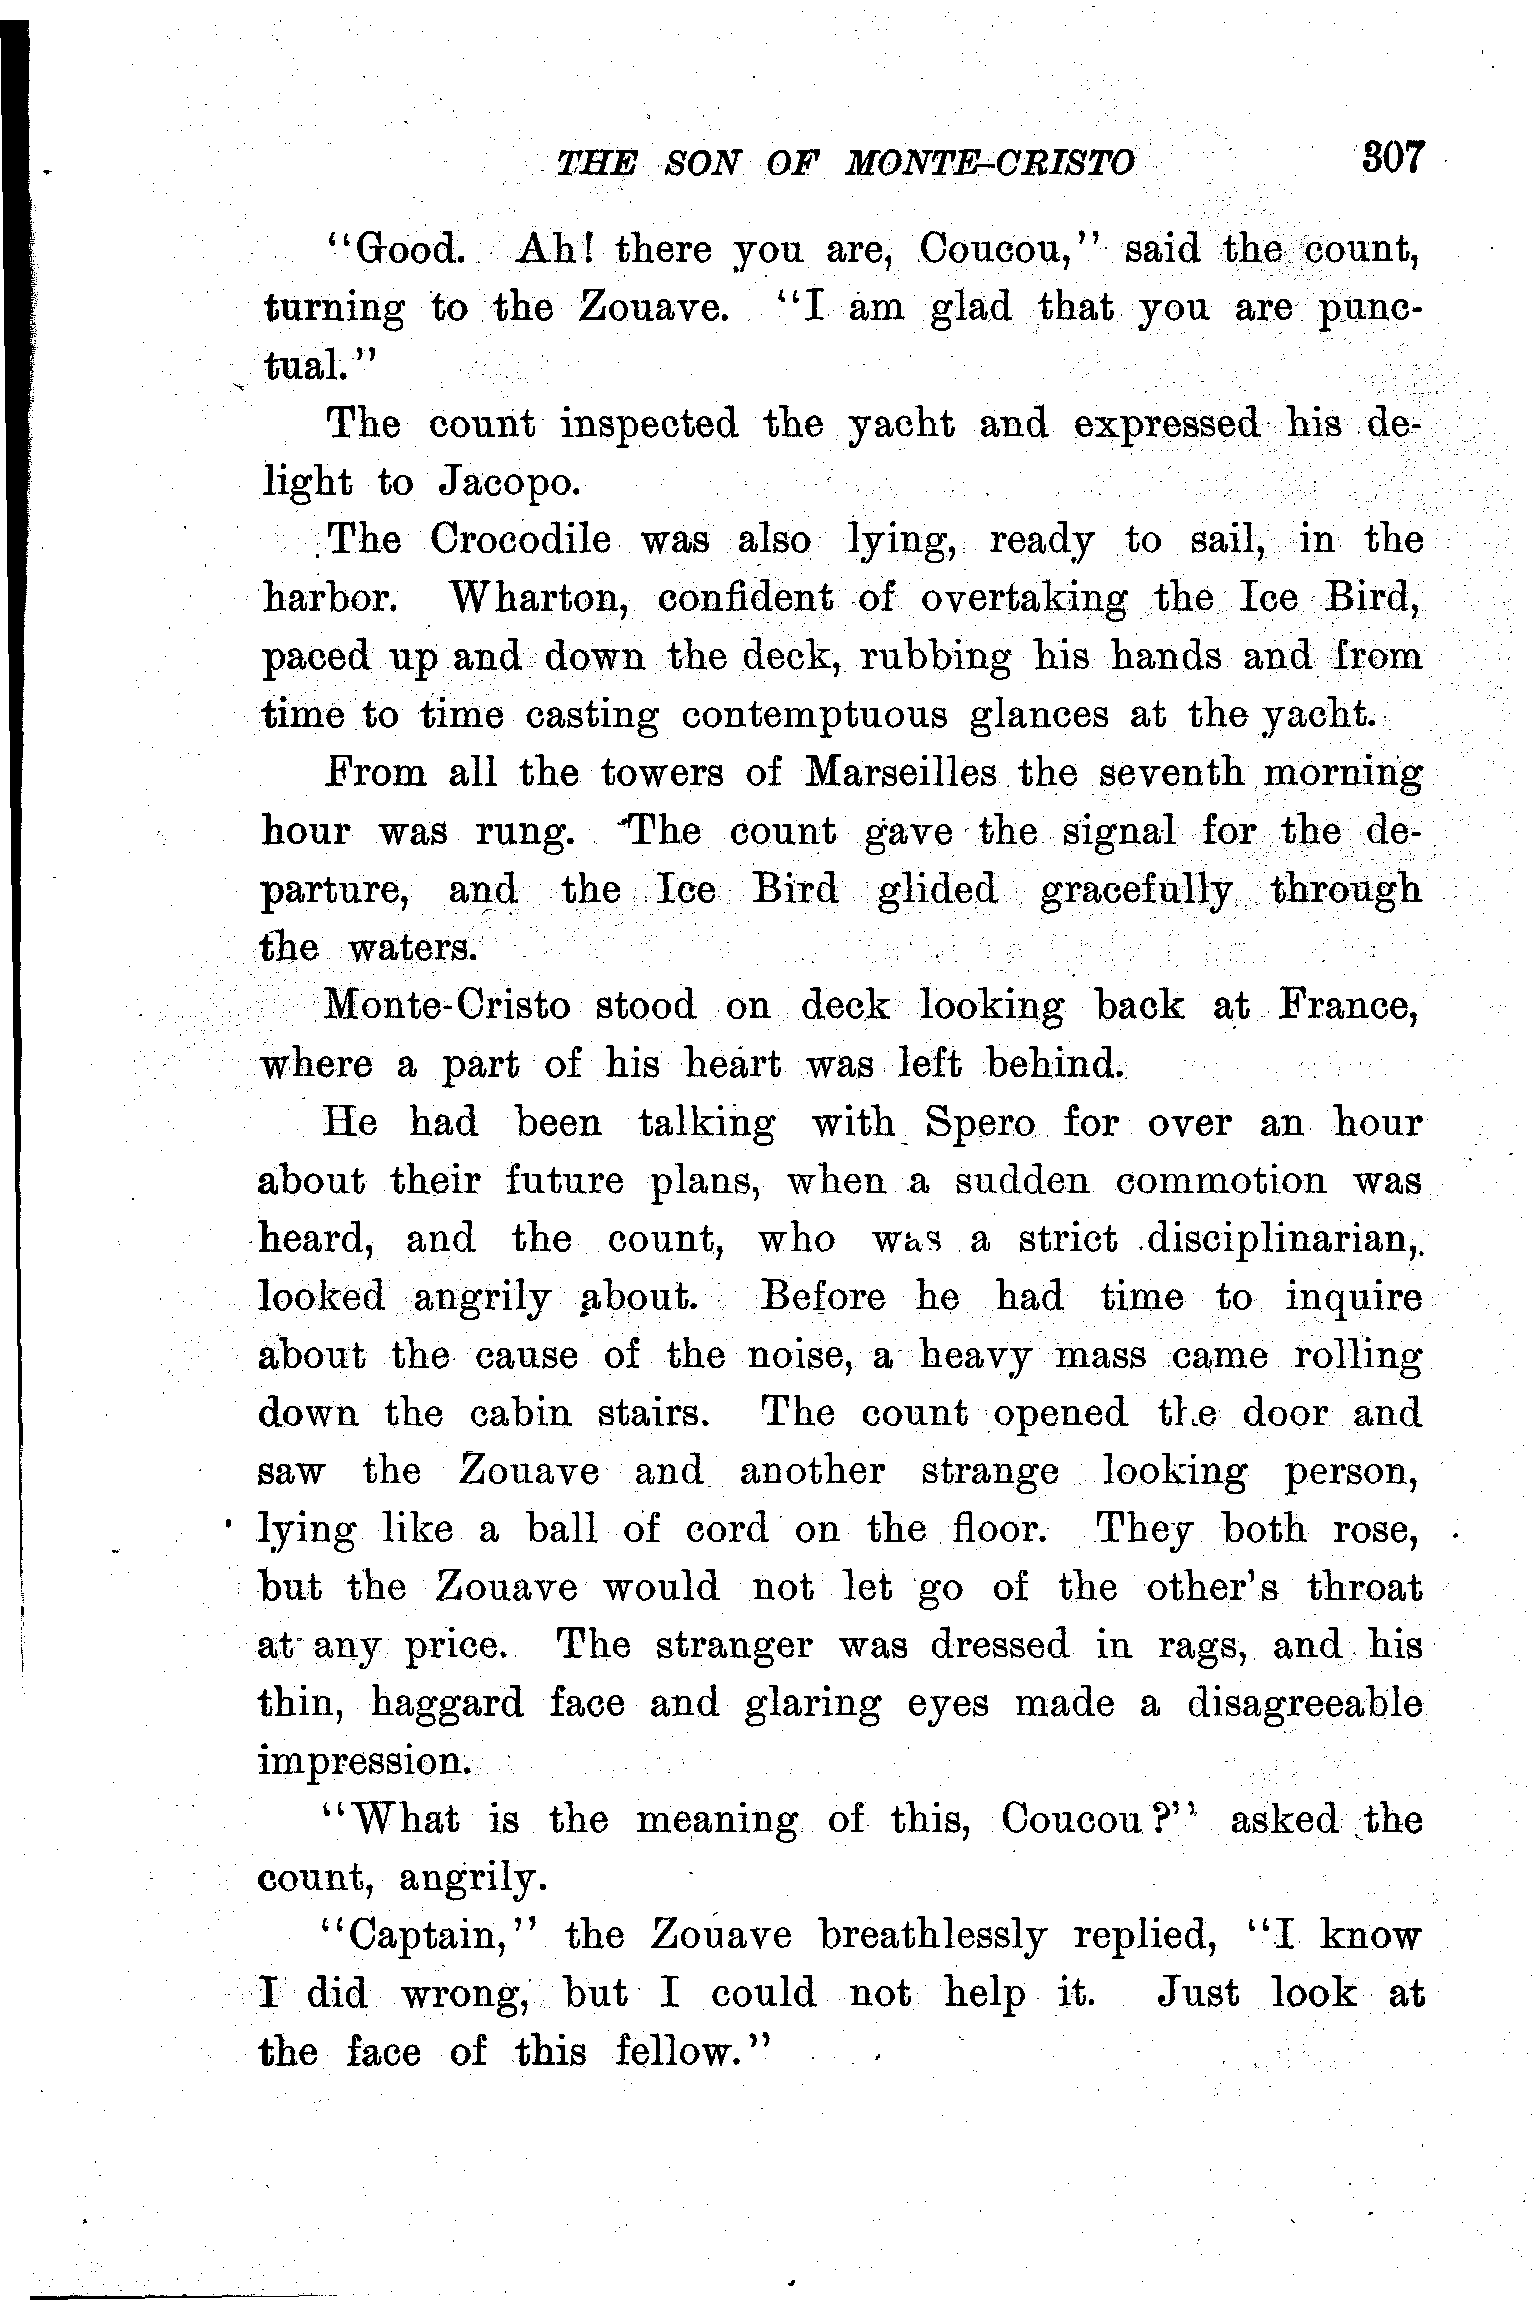 THE SON OF MONTE-CRISTO 307
"Good. Ah! there you are, Coucou," said the count,
turning to the Zouave. "I am glad that you are punc-
tual."
The count inspected the yacht and expressed his de-
light to Jacopo.
The Crocodile was also lying, ready to sail, in the
harbor. Wharton, confident of overtaking the Ice Bird,
paced up and down the deck, rubbing his hands and from
time to time casting contemptuous glances at the yacht.
From all the towers of Marseilles the seventh morning
hour was rung. The count gave the signal for the de-
parture, and the Ice Bird glided gracefully through
the waters.
Monte-Cristo stood on deck looking back at France,
where a part of his heart was left behind.
He had been talking with Spero for over an hour
about their future plans, when a sudden commotion was
heard, and the count, who was a strict disciplinarian,
looked angrily about. Before he had time to inquire
about the cause of the noise, a heavy mass came rolling
down the cabin stairs. The count opened the door and
saw the Zouave and another strange looking person,
lying like a ball of cord on the floor. They both rose,
but the Zouave would not let go of the other's throat
at any price. The stranger was dressed in rags, and his
thin, haggard face and glaring eyes made a disagreeable
impression.
"What is the meaning of this, Coucou?" asked the
count, angrily.
"Captain," the Zouave breathlessly replied, "I know
I did wrong, but I could not help it. Just look at
the face of this fellow."